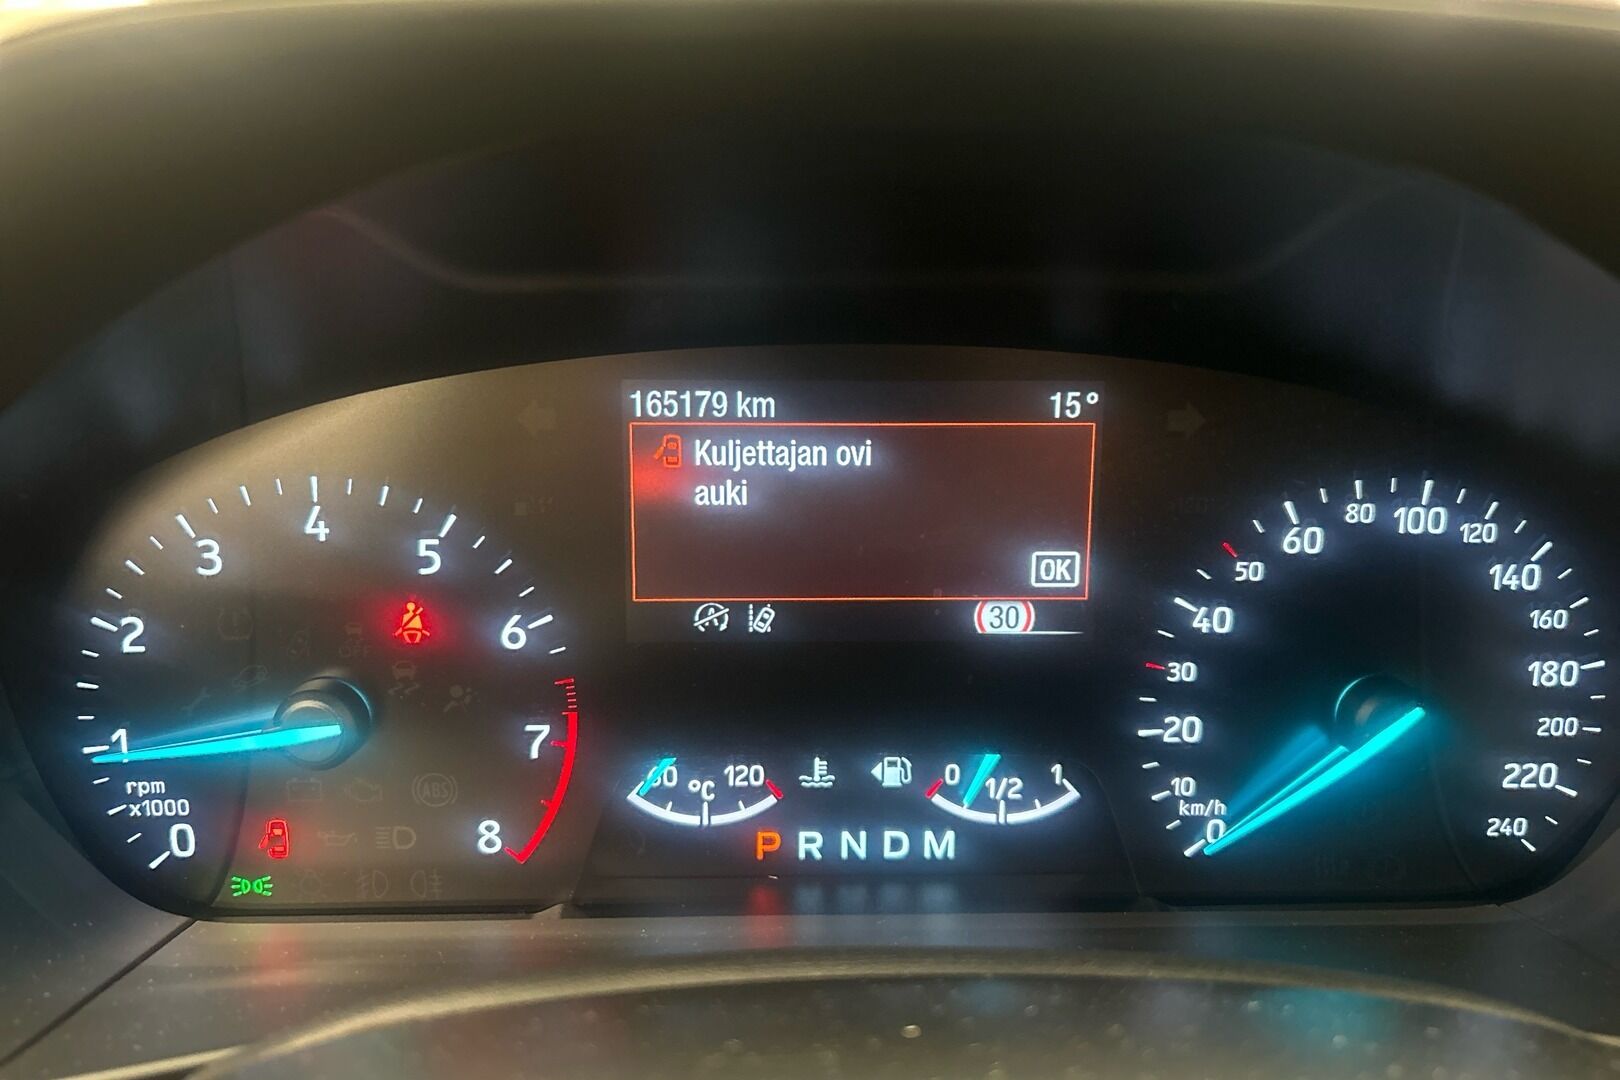 165179 km 15°
Kuljettajan ovi
auki
OK
30
0 1 2 3 4 5 6 7 8
rpm
x1000
OFF
ABS
60 °C 120
0 1/2 1
P R N D M
0 10 20 30 40 50 60 80 100 120 140 160 180 200 220 240
km/h